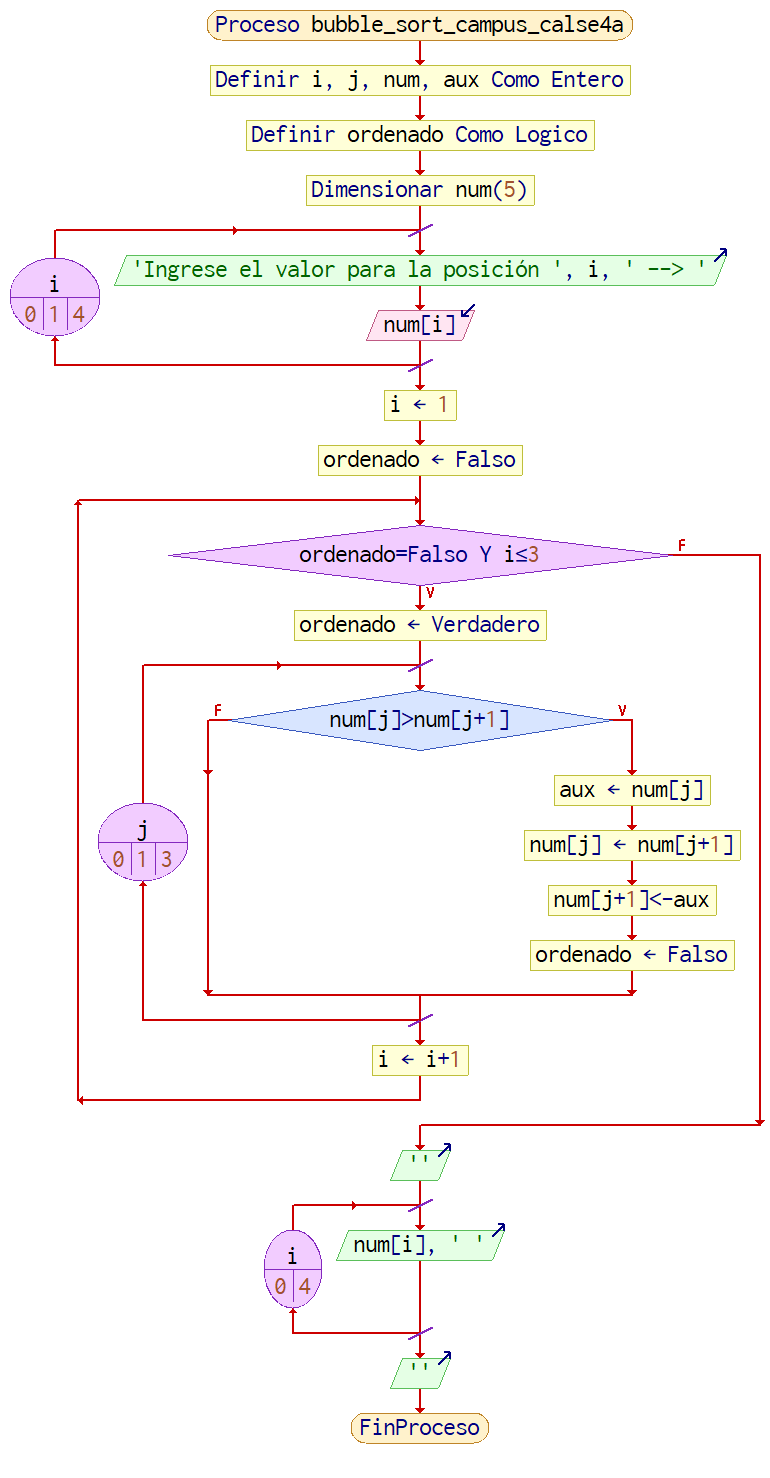 Proceso bubble_sort_campus_calse4a
Definir i, j, num, aux Como Entero
Definir ordenado Como Logico
Dimensionar num(5)
'Ingrese el valor para la posición ', i, ' --> '
i
0 1 4
num[i]
i ← 1
ordenado ← Falso
ordenado=Falso Y i≤3
F
V
ordenado ← Verdadero
num[j]>num[j+1]
F
V
aux ← num[j]
j
0 1 3
num[j] ← num[j+1]
num[j+1]<-aux
ordenado ← Falso
i ← i+1
''
num[i], ' '
i
0 4
''
FinProceso